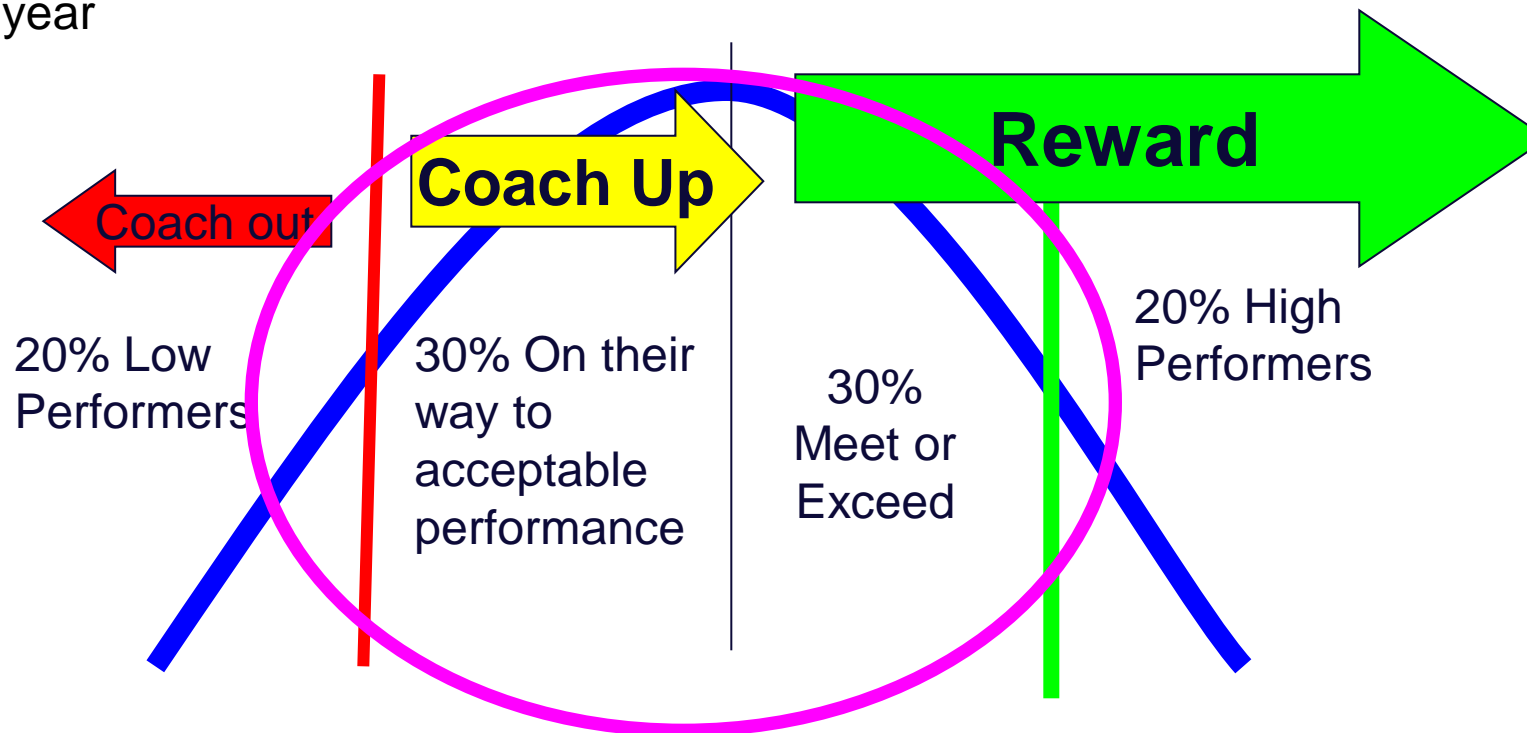 year
Reward
Coach Up
Coach out
20% Low
Performers
30% On their
way to
acceptable
performance
30%
Meet or
Exceed
20% High
Performers